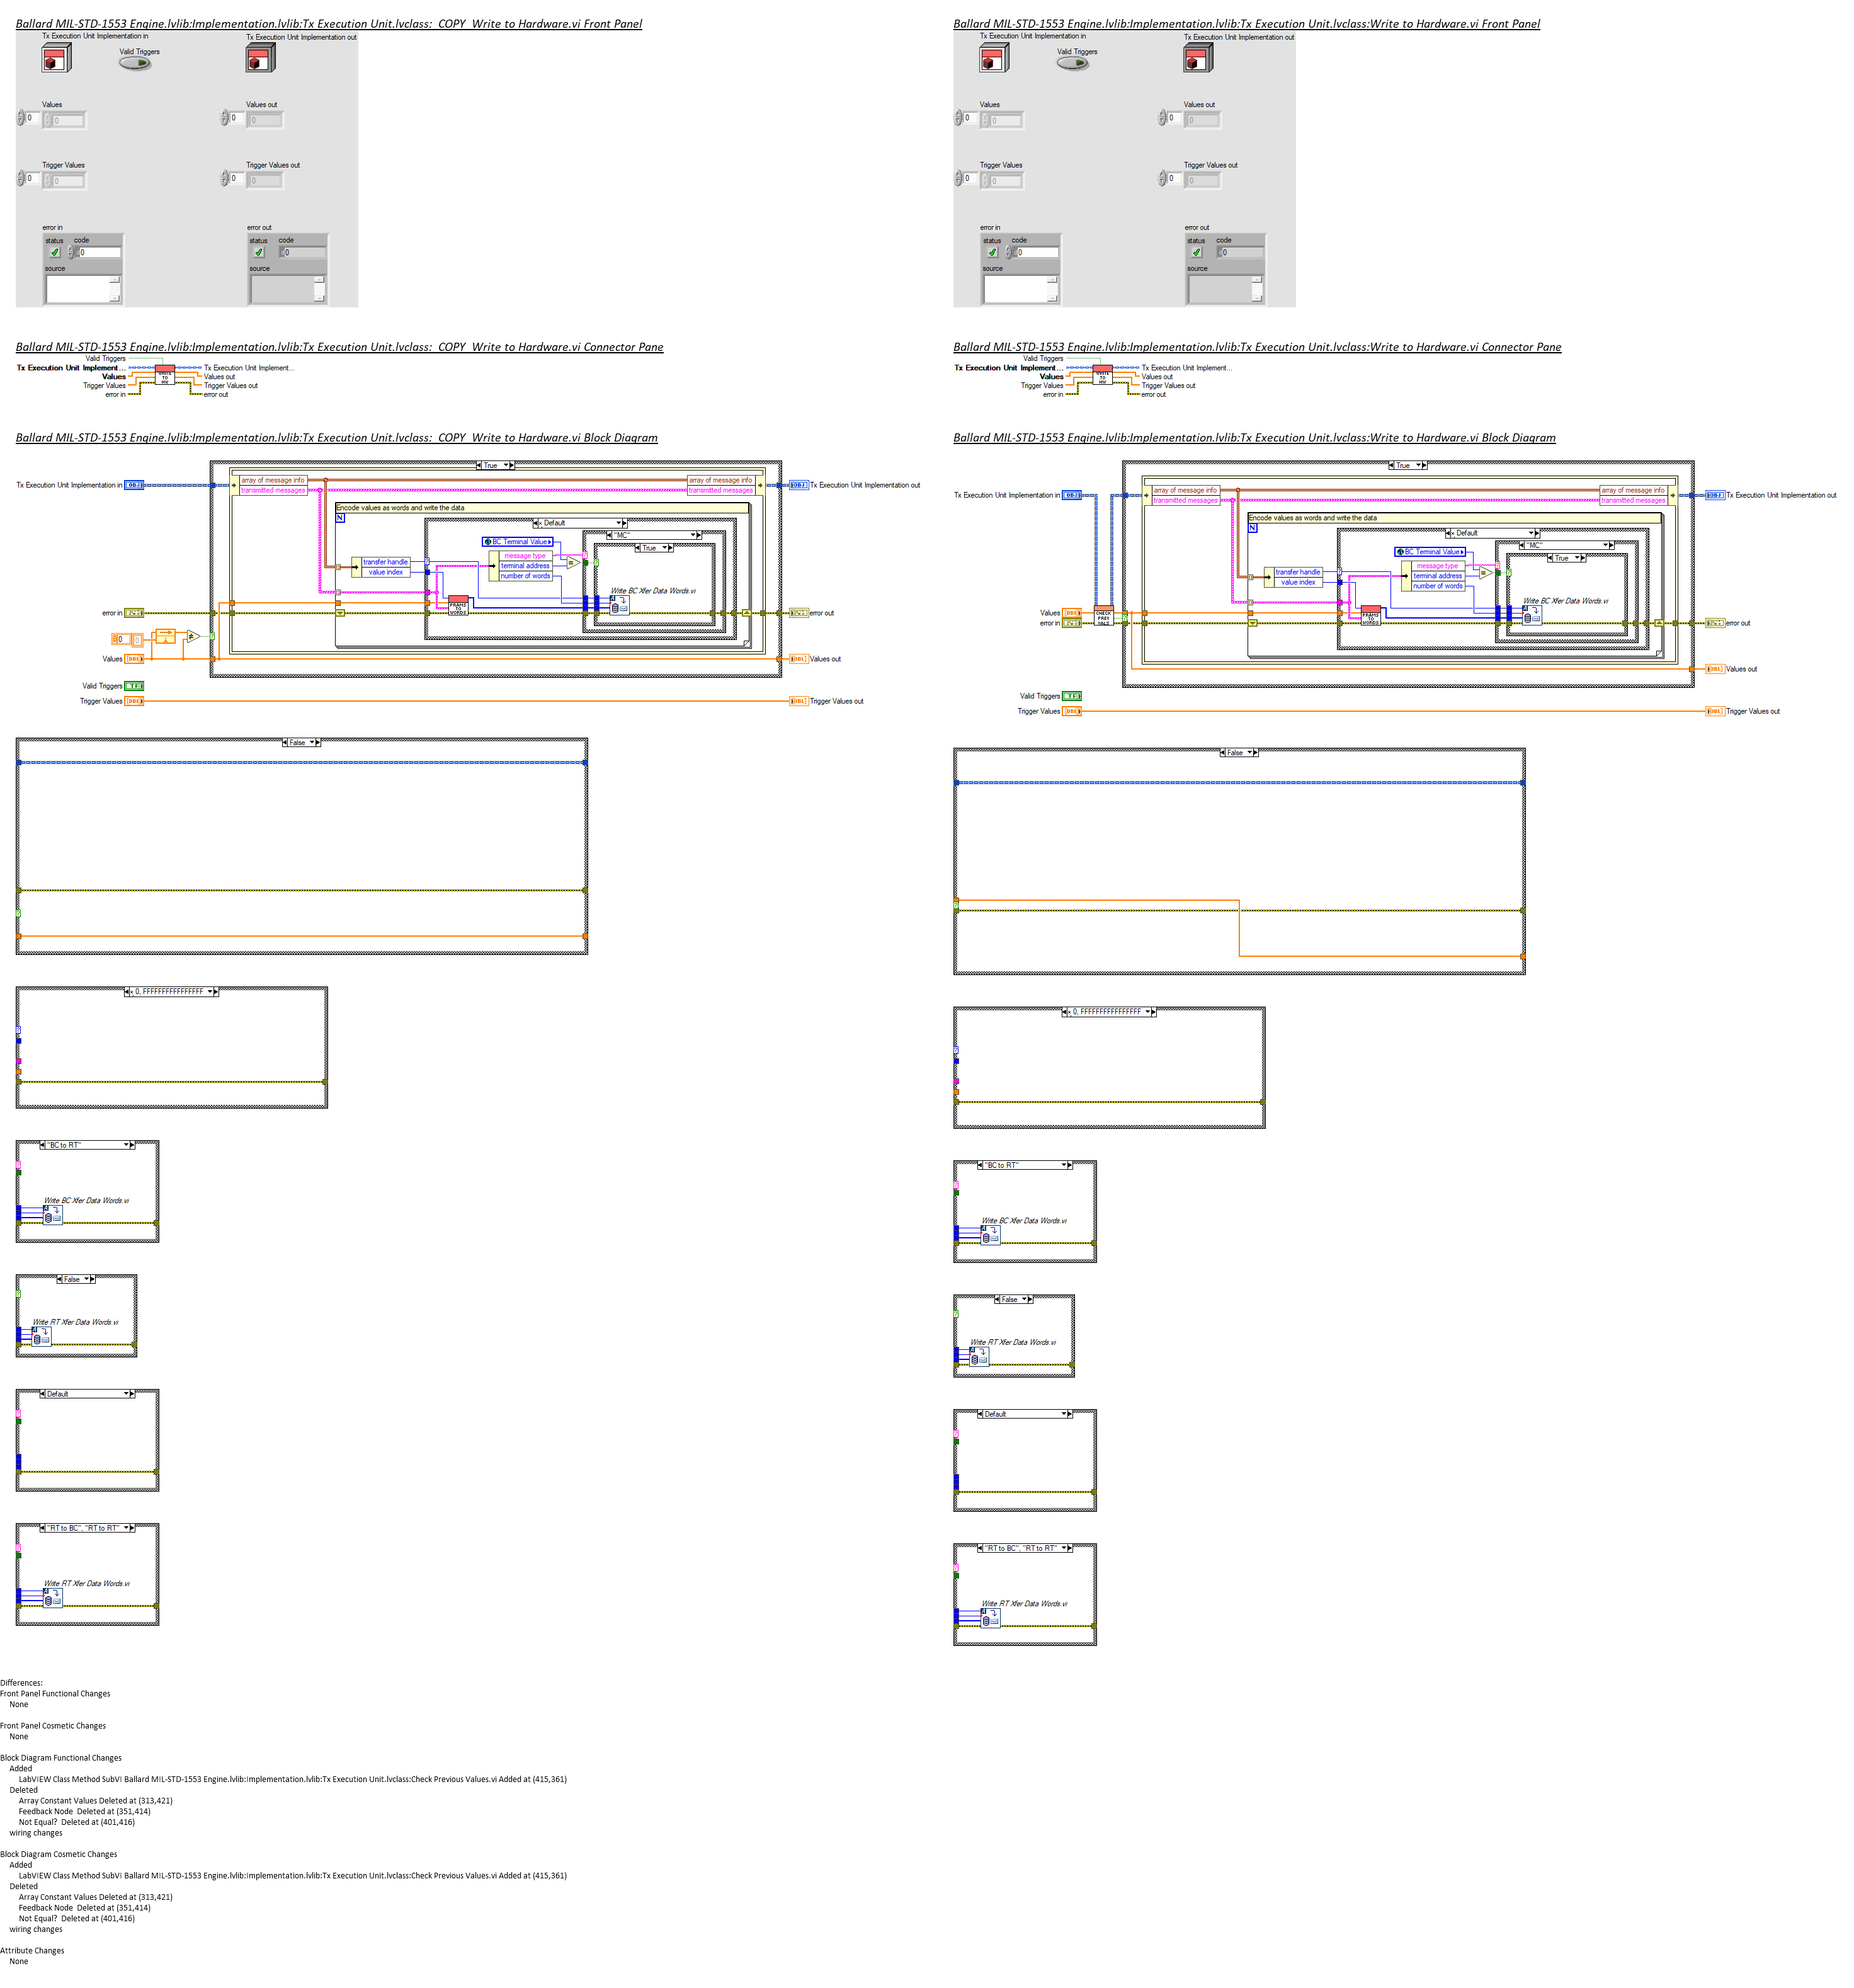 Ballard MIL-STD-1553 Engine.lvlib:Implementation.lvlib:Tx Execution Unit.lvclass:_COPY_Write to Hardware.vi Front Panel
Tx Execution Unit Implementation in
Tx Execution Unit Implementation out
Valid Triggers
Values
Values out
0
0
0
0
Trigger Values
Trigger Values out
0
0
0
0
error in
error out
status code
status code
0
0
source
source
Ballard MIL-STD-1553 Engine.lvlib:Implementation.lvlib:Tx Execution Unit.lvclass:_COPY_Write to Hardware.vi Connector Pane
Valid Triggers
Tx Execution Unit Implement...
Tx Execution Unit Implement...
Values
Values out
Trigger Values
Trigger Values out
error in
error out
Ballard MIL-STD-1553 Engine.lvlib:Implementation.lvlib:Tx Execution Unit.lvclass:_COPY_Write to Hardware.vi Block Diagram
True
Tx Execution Unit Implementation in
OBJ
array of message info
transmitted messages
array of message info
transmitted messages
OBJ
Tx Execution Unit Implementation out
Encode values as words and write the data
N
Default
"MC"
BC Terminal Value
True
transfer handle
value index
message type
terminal address
number of words
Write BC Xfer Data Words.vi
PRAMS TO WORDS
error in
error out
0
Values
DBL
DBL
Values out
Valid Triggers
TF
Trigger Values
DBL
DBL
Trigger Values out
False
0, FFFFFFFFFFFFFFFF
"BC to RT"
Write BC Xfer Data Words.vi
False
Write RT Xfer Data Words.vi
Default
"RT to BC", "RT to RT"
Write RT Xfer Data Words.vi
Ballard MIL-STD-1553 Engine.lvlib:Implementation.lvlib:Tx Execution Unit.lvclass:Write to Hardware.vi Front Panel
Tx Execution Unit Implementation in
Tx Execution Unit Implementation out
Valid Triggers
Values
Values out
0
0
0
0
Trigger Values
Trigger Values out
0
0
0
0
error in
error out
status code
status code
0
0
source
source
Ballard MIL-STD-1553 Engine.lvlib:Implementation.lvlib:Tx Execution Unit.lvclass:Write to Hardware.vi Connector Pane
Valid Triggers
Tx Execution Unit Implement...
Tx Execution Unit Implement...
Values
Values out
Trigger Values
Trigger Values out
error in
error out
Ballard MIL-STD-1553 Engine.lvlib:Implementation.lvlib:Tx Execution Unit.lvclass:Write to Hardware.vi Block Diagram
True
Tx Execution Unit Implementation in
OBJ
array of message info
transmitted messages
array of message info
transmitted messages
OBJ
Tx Execution Unit Implementation out
Encode values as words and write the data
N
Default
"MC"
BC Terminal Value
True
transfer handle
value index
message type
terminal address
number of words
Write BC Xfer Data Words.vi
CHECK PREV VALS
PRAMS TO WORDS
Values
DBL
error in
error out
DBL
Values out
Valid Triggers
TF
Trigger Values
DBL
DBL
Trigger Values out
False
0, FFFFFFFFFFFFFFFF
"BC to RT"
Write BC Xfer Data Words.vi
False
Write RT Xfer Data Words.vi
Default
"RT to BC", "RT to RT"
Write RT Xfer Data Words.vi
Differences:
Front Panel Functional Changes
None
Front Panel Cosmetic Changes
None
Block Diagram Functional Changes
Added
LabVIEW Class Method SubVI Ballard MIL-STD-1553 Engine.lvlib:Implementation.lvlib:Tx Execution Unit.lvclass:Check Previous Values.vi Added at (415,361)
Deleted
Array Constant Values Deleted at (313,421)
Feedback Node  Deleted at (351,414)
Not Equal?  Deleted at (401,416)
wiring changes
Block Diagram Cosmetic Changes
Added
LabVIEW Class Method SubVI Ballard MIL-STD-1553 Engine.lvlib:Implementation.lvlib:Tx Execution Unit.lvclass:Check Previous Values.vi Added at (415,361)
Deleted
Array Constant Values Deleted at (313,421)
Feedback Node  Deleted at (351,414)
Not Equal?  Deleted at (401,416)
wiring changes
Attribute Changes
None